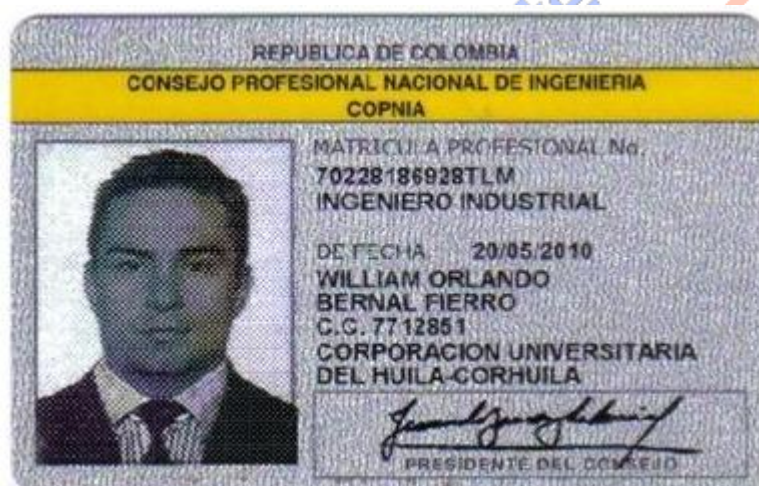 REPUBLICA DE COLOMBIA
CONSEJO PROFESIONAL NACIONAL DE INGENIERIA
COPNIA
MATRICULA PROFESIONAL No.
70228186928TLM
INGENIERO INDUSTRIAL
DE FECHA 20/05/2010
WILLIAM ORLANDO
BERNAL FIERRO
C.C. 7712851
CORPORACION UNIVERSITARIA
DEL HUILA-CORHUILA
PRESIDENTE DEL CONSEJO